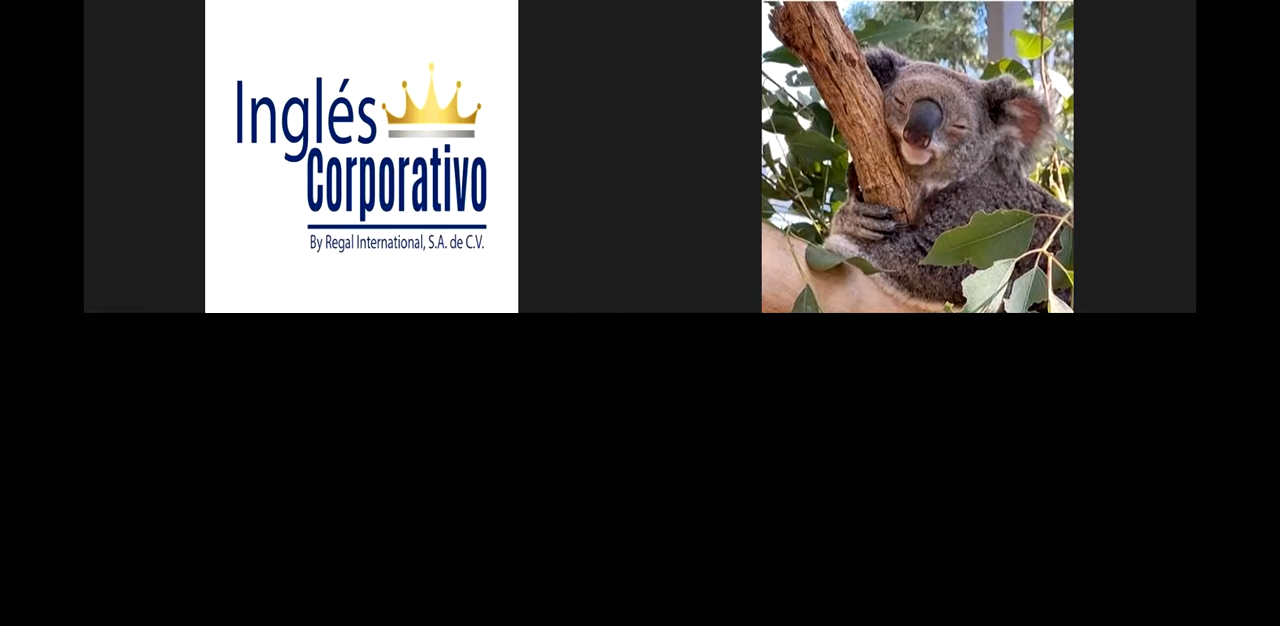 Inglés
Corporativo
By Regal International, S.A. de C.V.